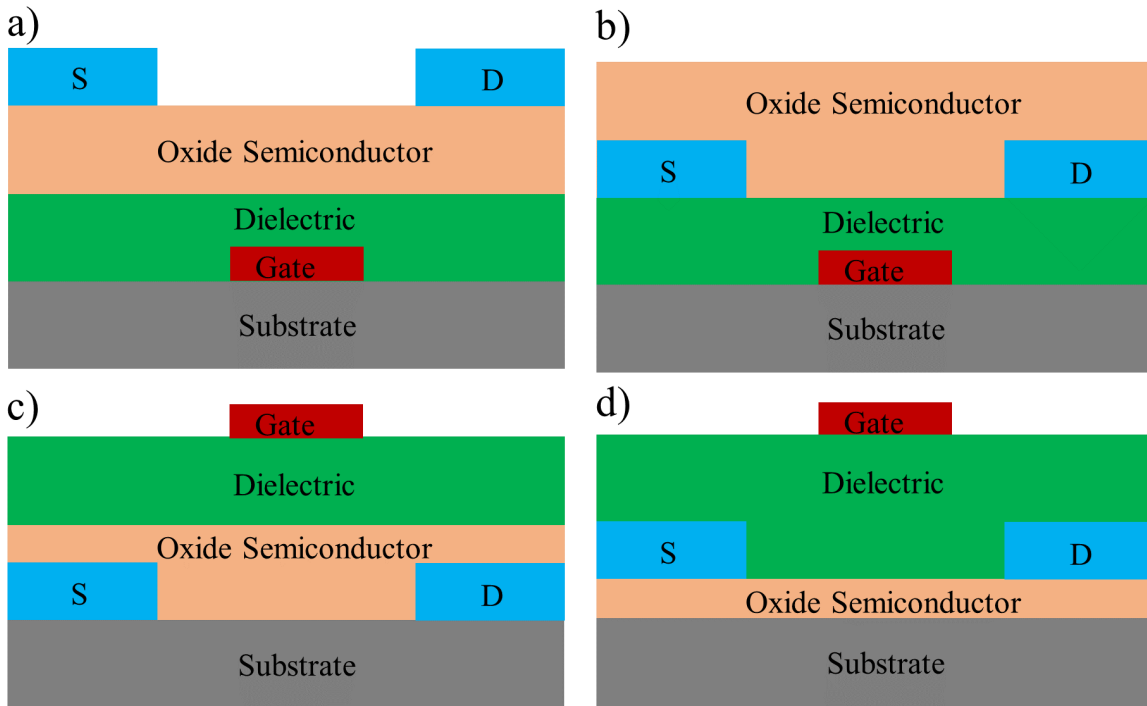 a)
S
D
Oxide Semiconductor
Dielectric
Gate
Substrate
b)
Oxide Semiconductor
S
D
Dielectric
Gate
Substrate
c)
Gate
Dielectric
Oxide Semiconductor
S
D
Substrate
d)
Gate
Dielectric
S
D
Oxide Semiconductor
Substrate